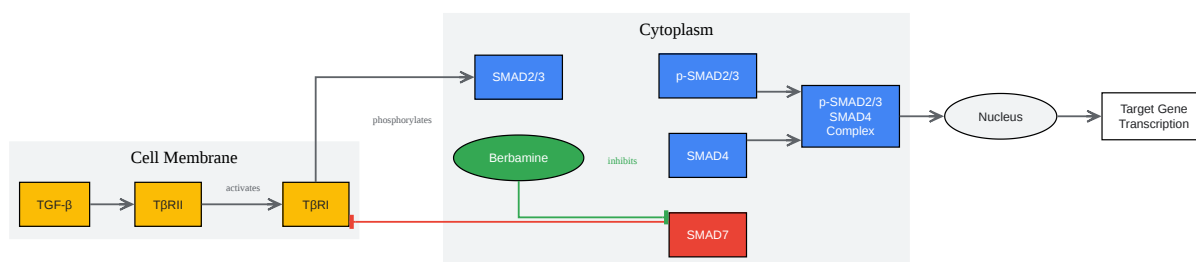 Cytoplasm
SMAD2/3
p-SMAD2/3
p-SMAD2/3
SMAD4
Complex
Nucleus
Target Gene
Transcription
phosphorylates
Cell Membrane
Berbamine
inhibits
SMAD4
TGF-β
TβRII
activates
TβRI
SMAD7